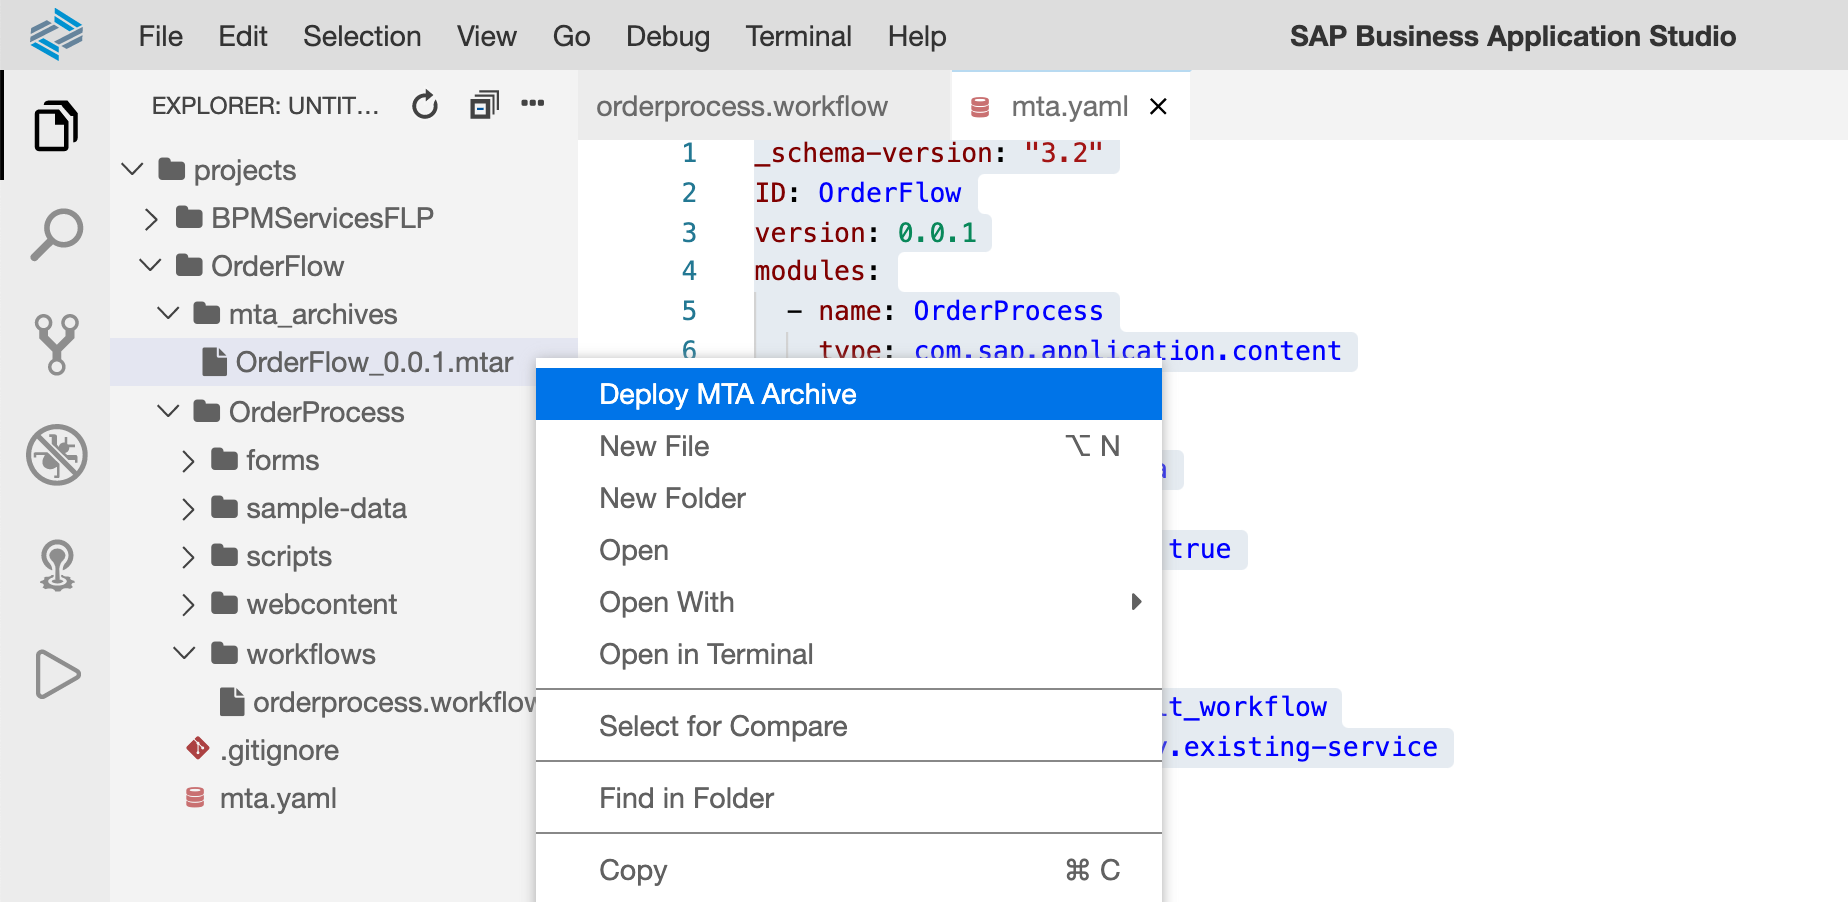 File Edit Selection View Go Debug Terminal Help SAP Business Application Studio
EXPLORER: UNTIT...
orderprocess.workflow
mta.yaml
projects
BPMServicesFLP
OrderFlow
mta_archives
OrderFlow_0.0.1.mtar
OrderProcess
forms
sample-data
scripts
webcontent
workflows
orderprocess.workflow
.gitignore
mta.yaml
1 _schema-version: "3.2"
2 ID: OrderFlow
3 version: 0.0.1
4 modules:
5 - name: OrderProcess
6 type: com.sap.application.content
true
t_workflow
.existing-service
Deploy MTA Archive
New File ⌥ N
New Folder
Open
Open With
Open in Terminal
Select for Compare
Find in Folder
Copy ⌘ C